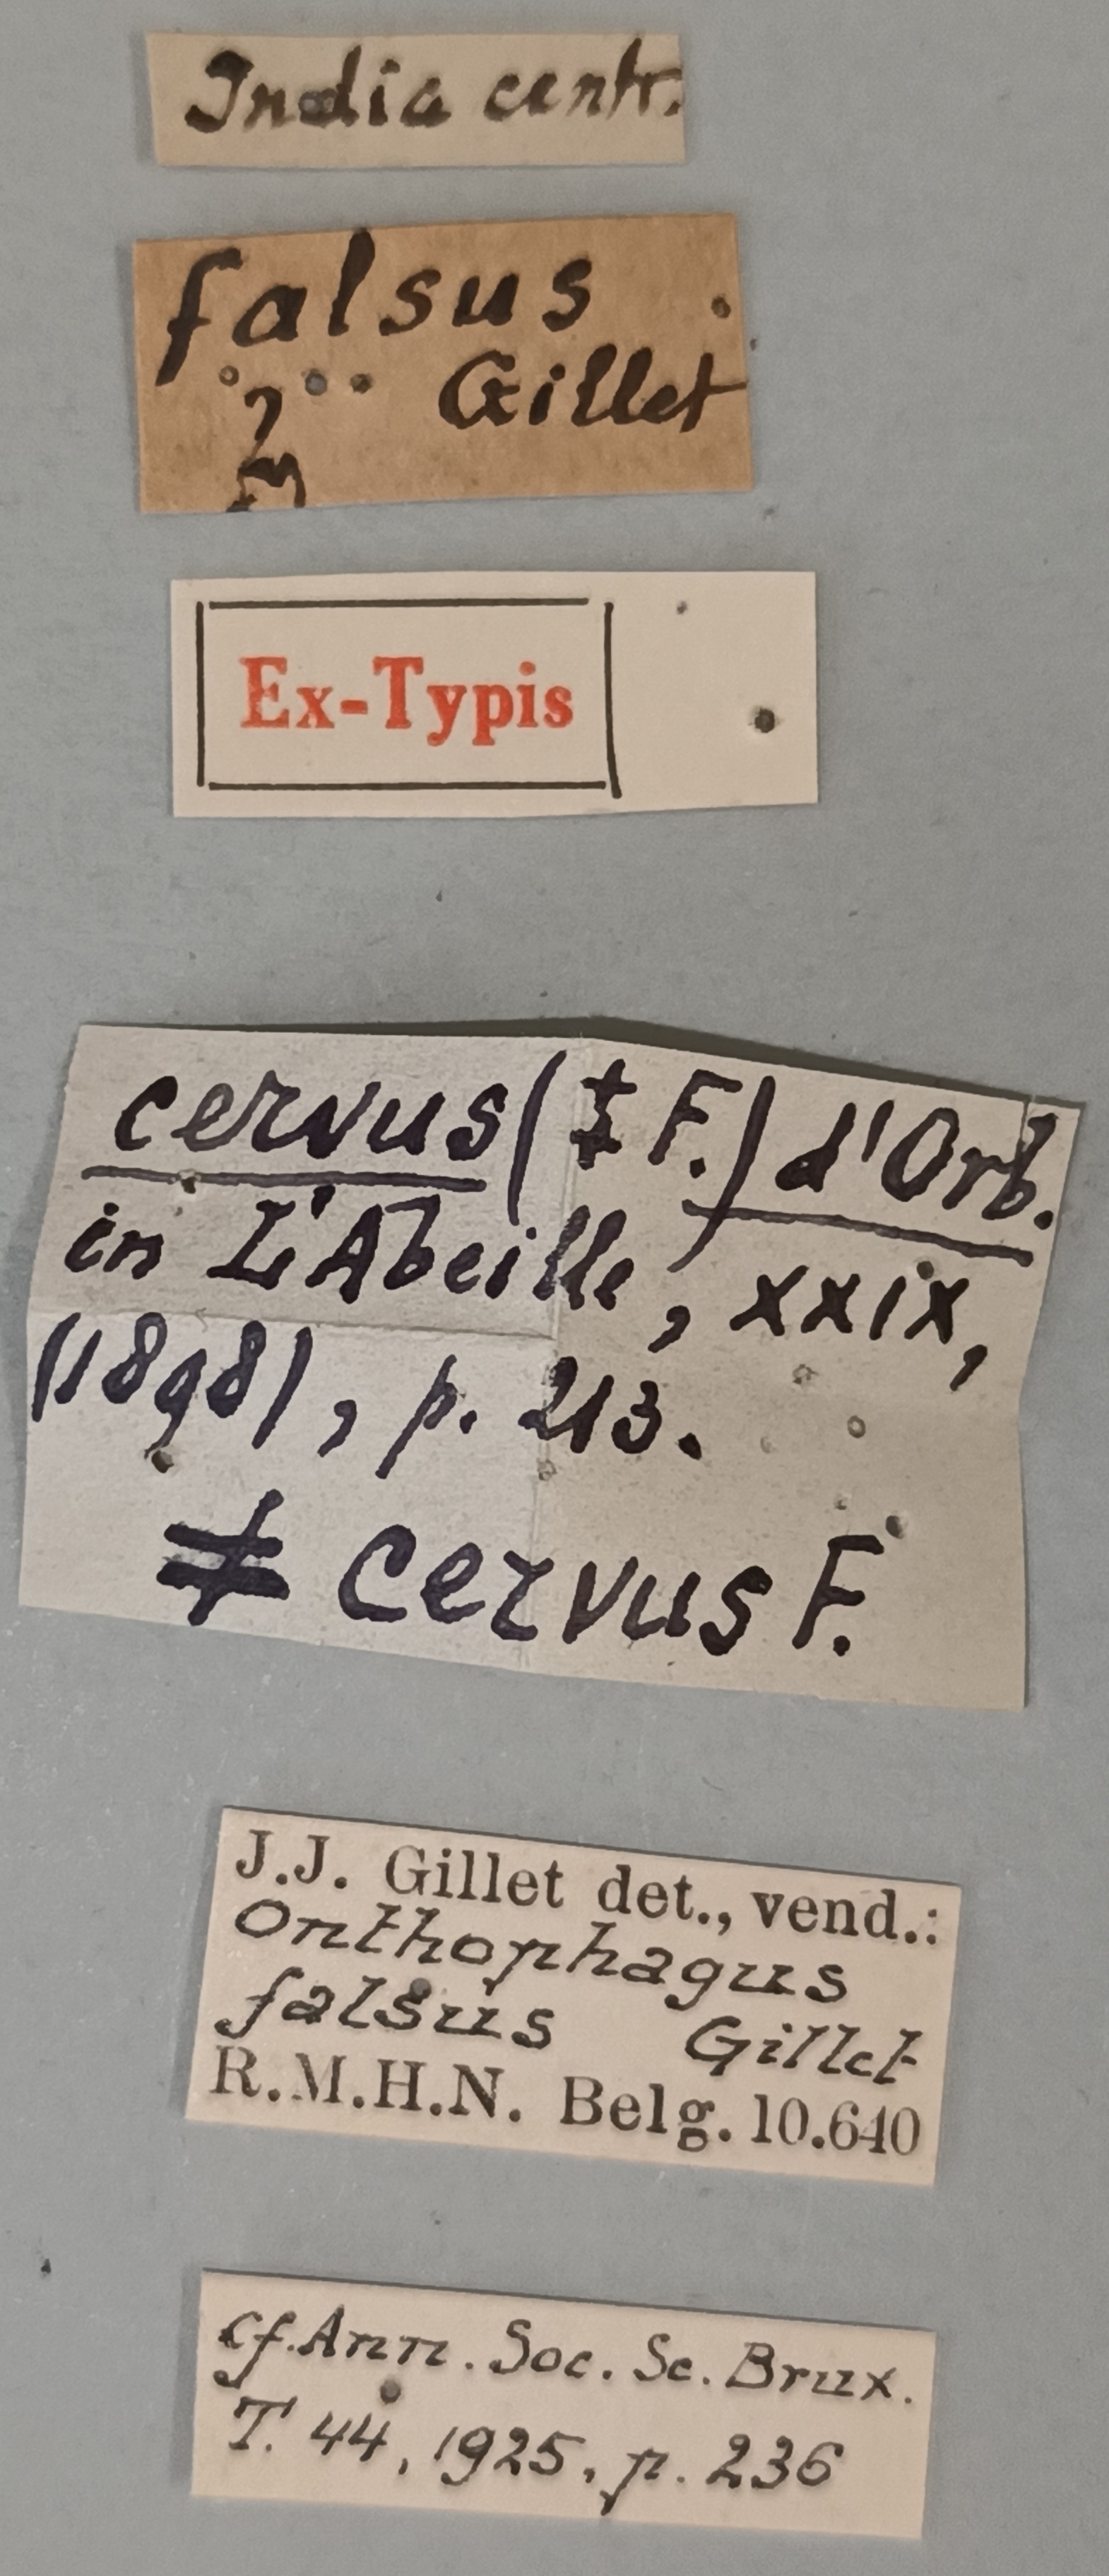 India centr.
falsus
Gillet
Ex-Typis
cervus (‡ F.) d'Orb.
in L'Abeille, xxix,
(1898), p. 213.
≠ cervus F.
J.J. Gillet det., vend.:
Onthophagus
falsus Gillet
R.M.H.N. Belg. 10.640
cf. Ann. Soc. Sc. Brux.
T. 44, 1925, p. 236